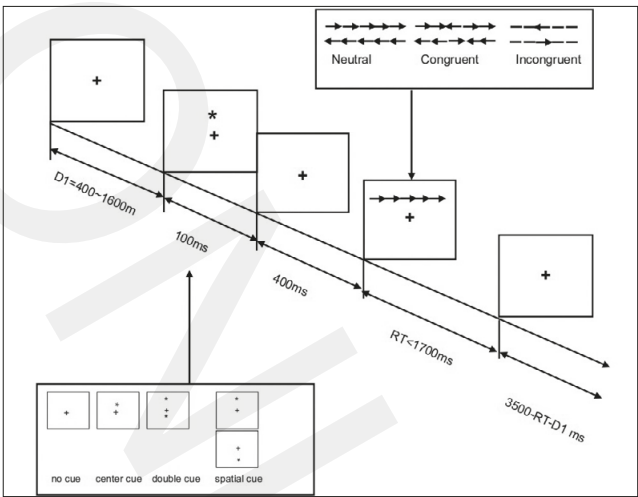 Neutral Congruent Incongruent
+
*
+
+
+
+
D1=400~1600m
100ms
400ms
RT<1700ms
3500-RT-D1 ms
no cue center cue double cue spatial cue